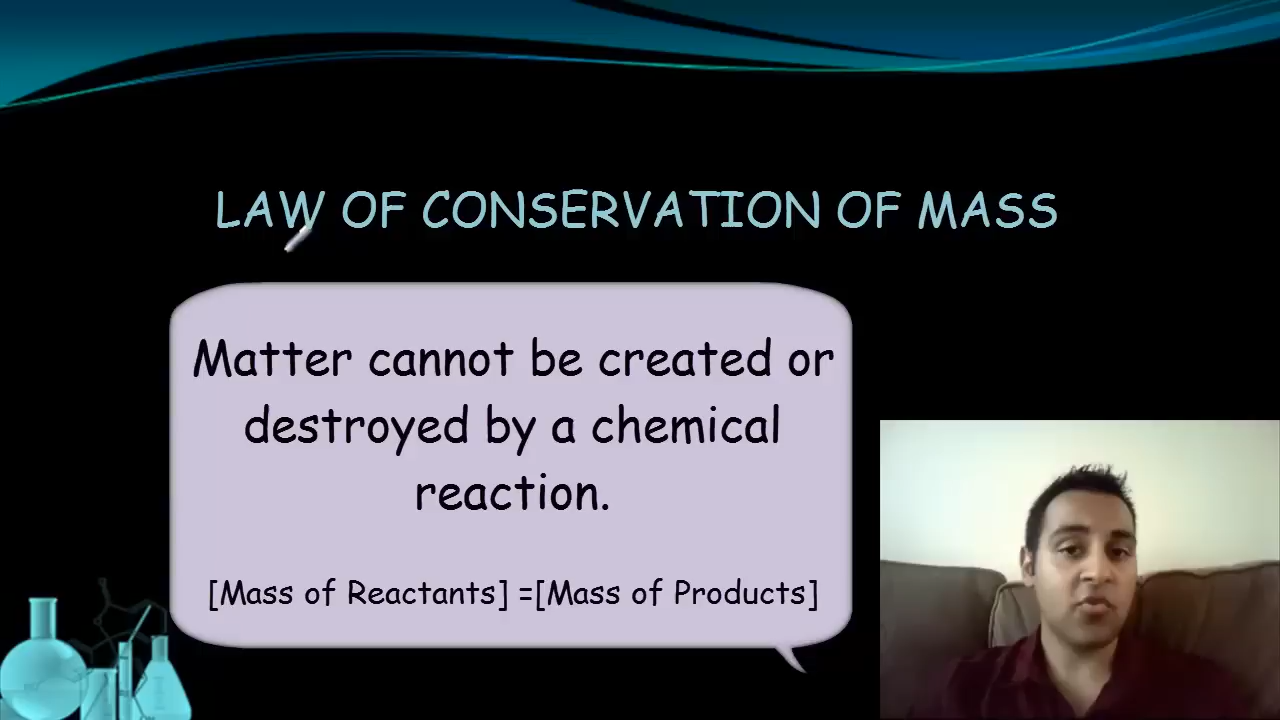 LAW OF CONSERVATION OF MASS
Matter cannot be created or
destroyed by a chemical
reaction.
[Mass of Reactants] =[Mass of Products]